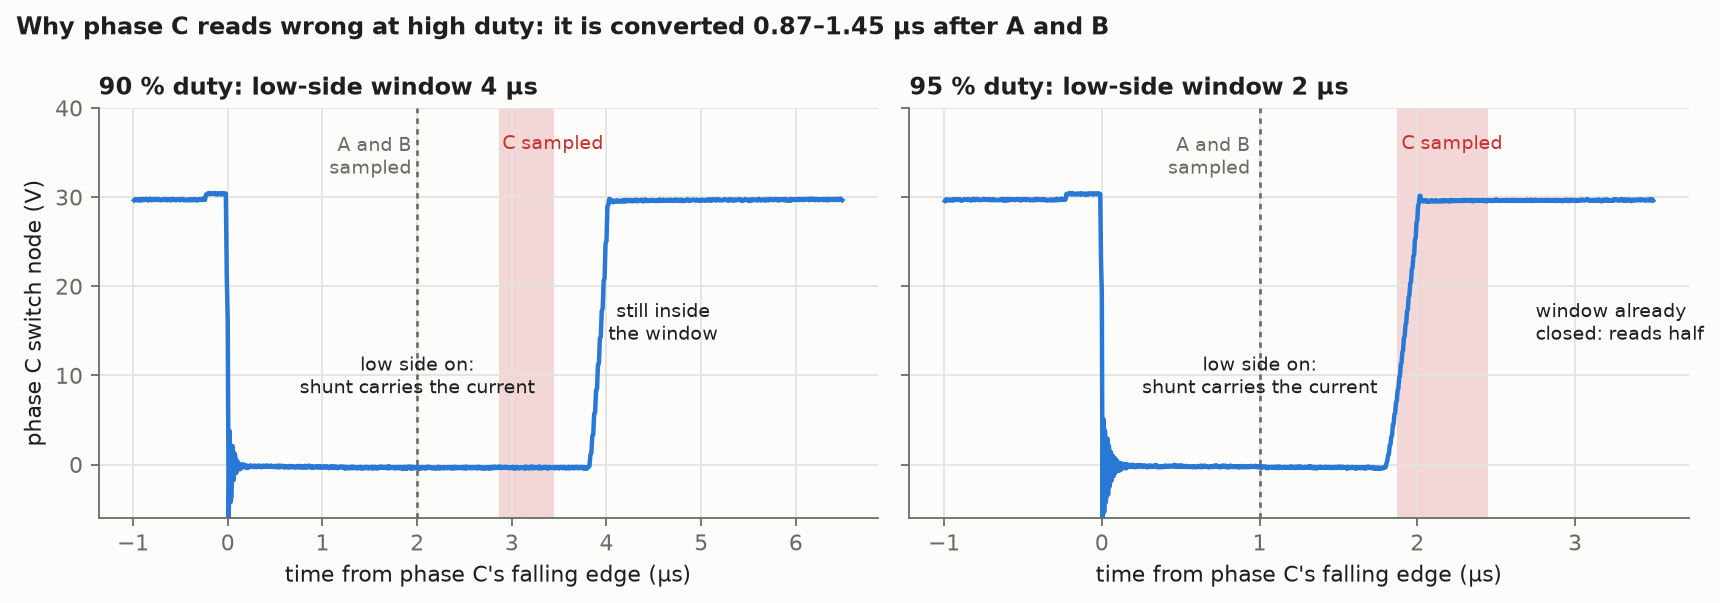 Why phase C reads wrong at high duty: it is converted 0.87–1.45 µs after A and B
90 % duty: low-side window 4 µs
40
30
20
10
0
phase C switch node (V)
A and B
sampled
C sampled
still inside
the window
low side on:
shunt carries the current
−1
0
1
2
3
4
5
6
time from phase C's falling edge (µs)
95 % duty: low-side window 2 µs
A and B
sampled
C sampled
window already
closed: reads half
low side on:
shunt carries the current
−1
0
1
2
3
time from phase C's falling edge (µs)